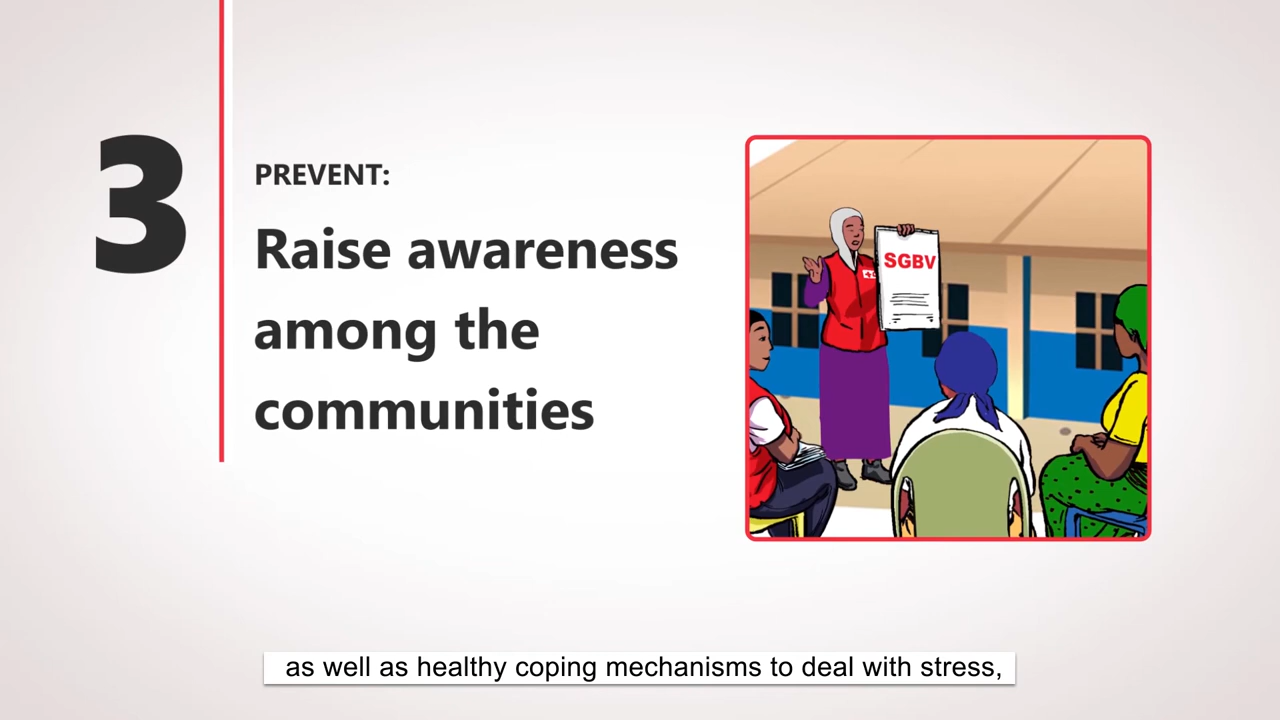 3
PREVENT:
Raise awareness
among the
communities
SGBV
as well as healthy coping mechanisms to deal with stress,